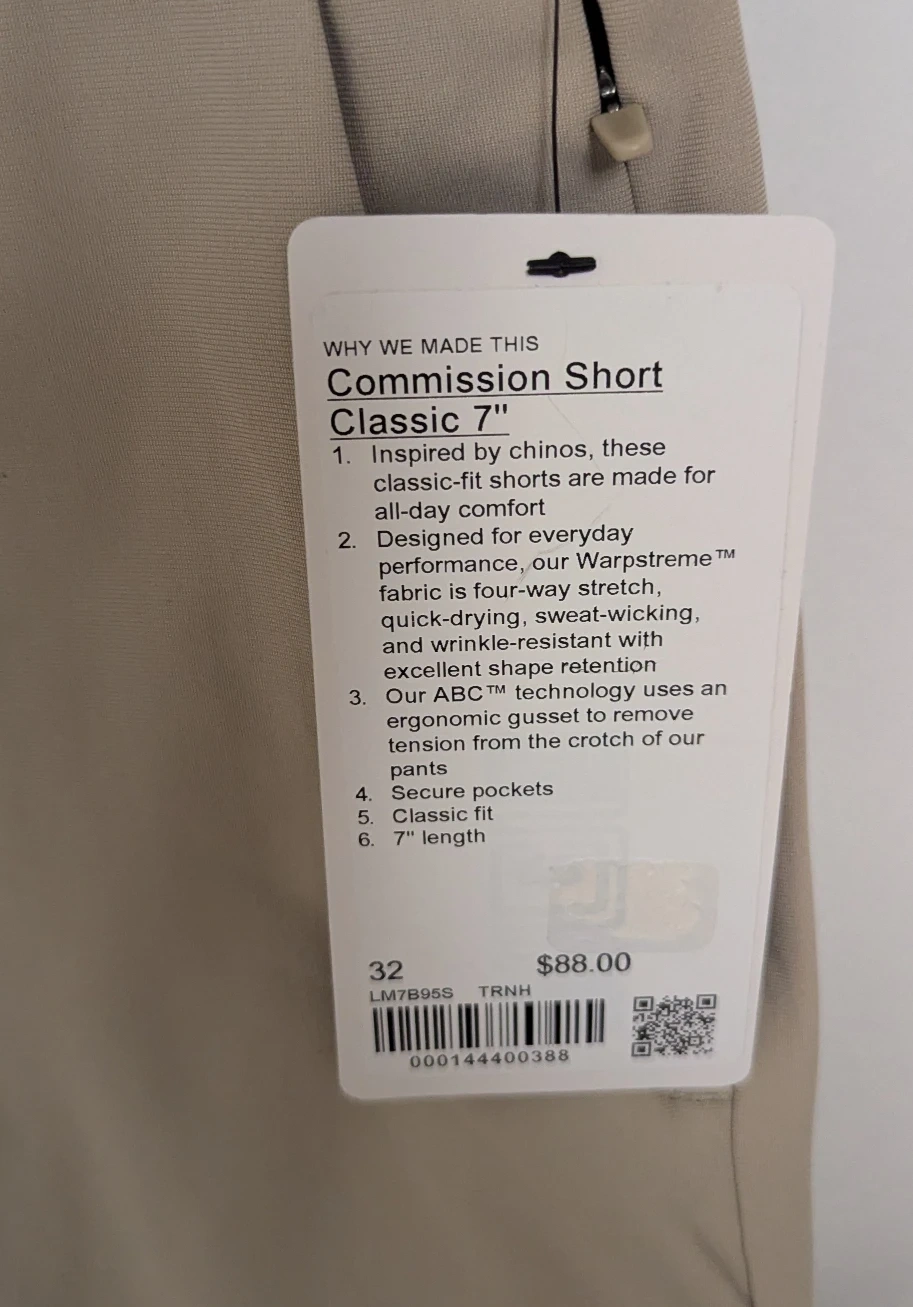 WHY WE MADE THIS
Commission Short
Classic 7"
1. Inspired by chinos, these
classic-fit shorts are made for
all-day comfort
2. Designed for everyday
performance, our Warpstreme™
fabric is four-way stretch,
quick-drying, sweat-wicking,
and wrinkle-resistant with
excellent shape retention
3. Our ABC™ technology uses an
ergonomic gusset to remove
tension from the crotch of our
pants
4. Secure pockets
5. Classic fit
6. 7" length
32 $88.00
LM7B95S TRNH
000144400388